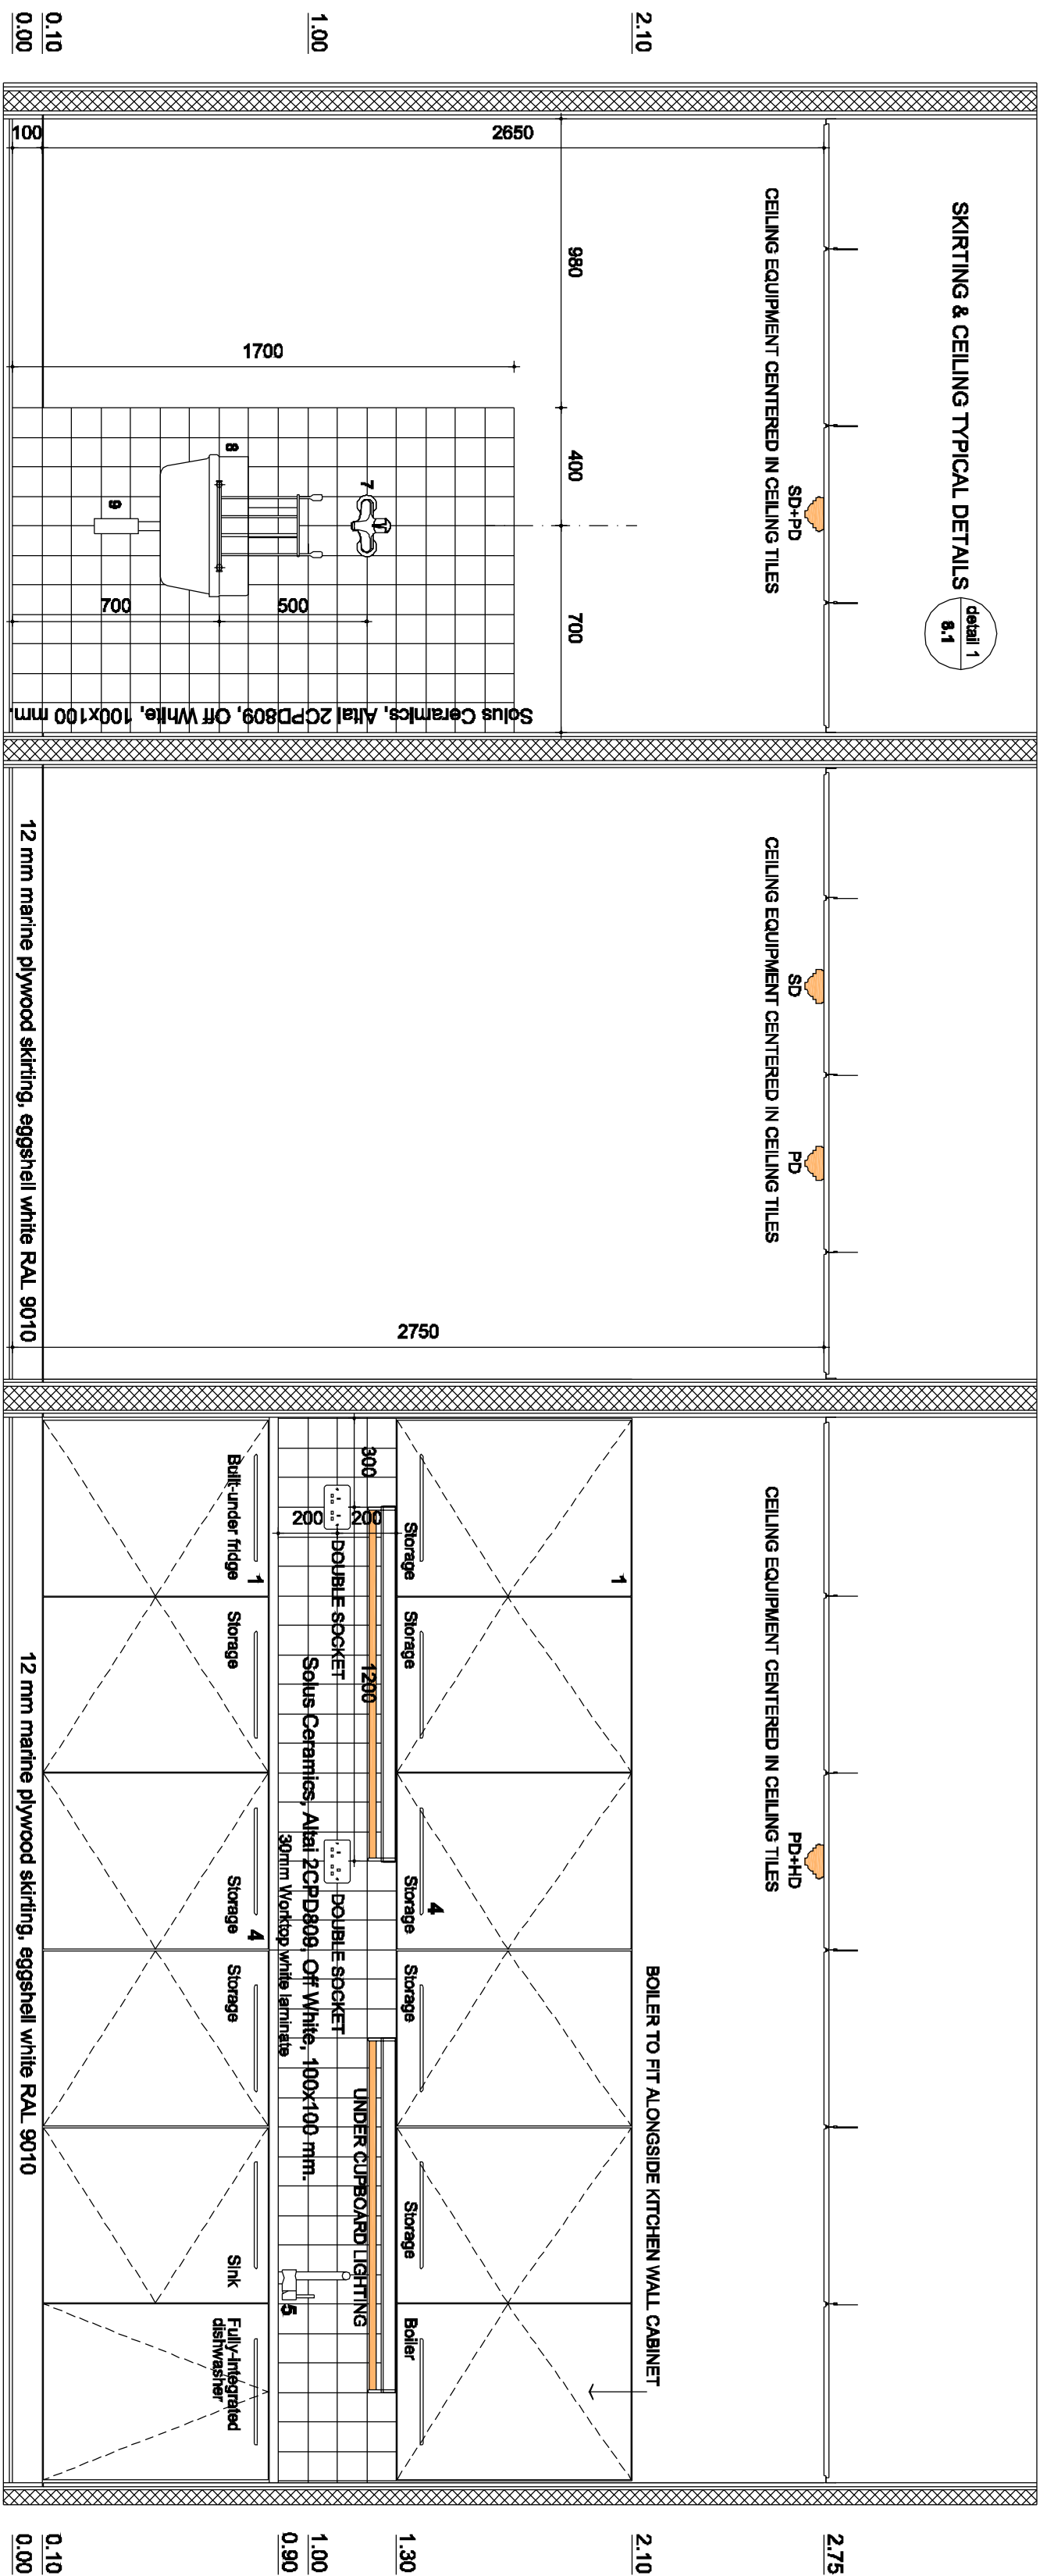 2.10
1.00
0.10
0.00
SKIRTING & CEILING TYPICAL DETAILS
detail 1
8.1
SD+PD
CEILING EQUIPMENT CENTERED IN CEILING TILES
2650
100
980
400
700
1700
7
8
9
500
700
Solus Ceramics, Altai 2CPD809, Off White, 100x100 mm.
SD
PD
CEILING EQUIPMENT CENTERED IN CEILING TILES
2750
12 mm marine plywood skirting, eggshell white RAL 9010
PD+HD
CEILING EQUIPMENT CENTERED IN CEILING TILES
BOILER TO FIT ALONGSIDE KITCHEN WALL CABINET
1
4
Storage
Storage
Storage
Storage
Storage
Boiler
300
1200
200
200
UNDER CUPBOARD LIGHTING
DOUBLE SOCKET
DOUBLE SOCKET
Solus Ceramics, Altai 2CPD809, Off White, 100x100 mm.
30mm Worktop white laminate
5
1
4
Built-under fridge
Storage
Storage
Storage
Sink
Fully-Integrated
dishwasher
12 mm marine plywood skirting, eggshell white RAL 9010
2.75
2.10
1.30
1.00
0.90
0.10
0.00